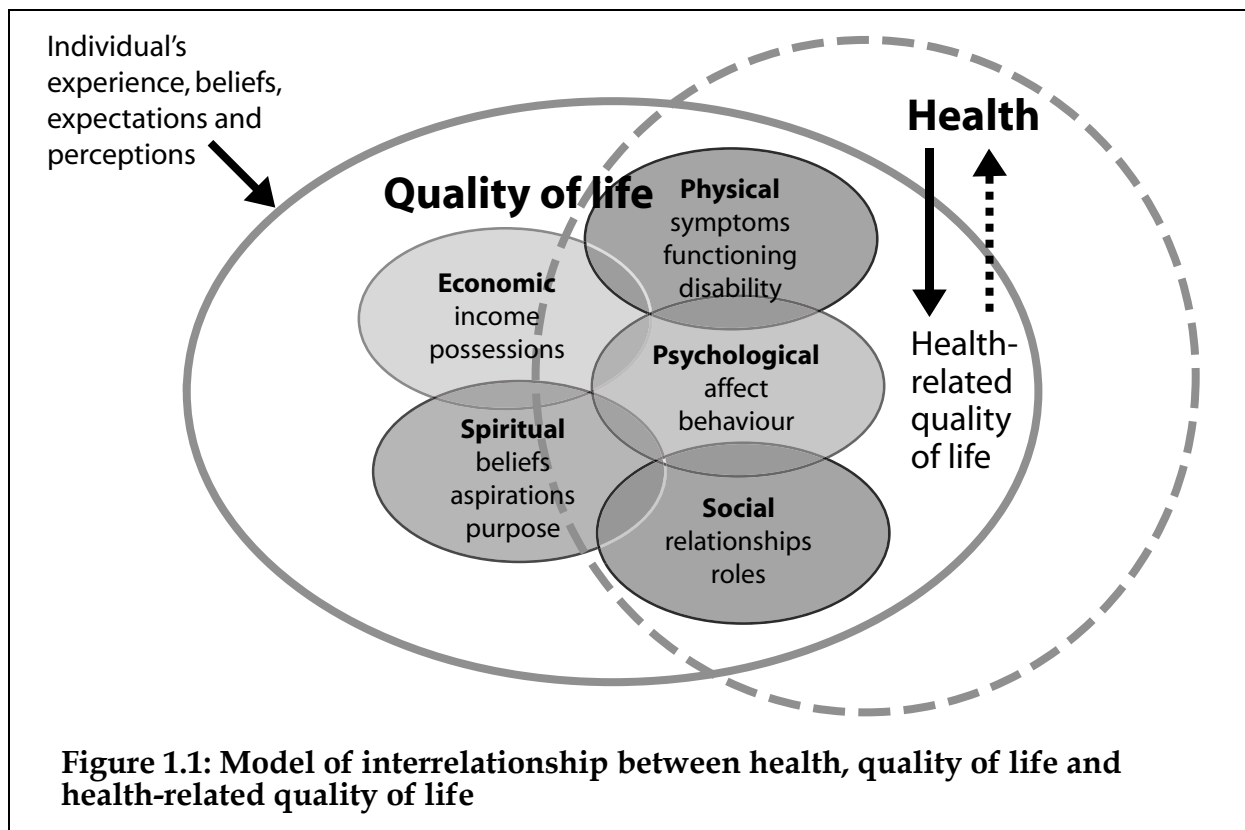 Individual's
experience, beliefs,
expectations and
perceptions
Health
Quality of life
Physical
symptoms
functioning
disability
Economic
income
possessions
Psychological
affect
behaviour
Health-
related
quality
of life
Spiritual
beliefs
aspirations
purpose
Social
relationships
roles
Figure 1.1: Model of interrelationship between health, quality of life and
health-related quality of life